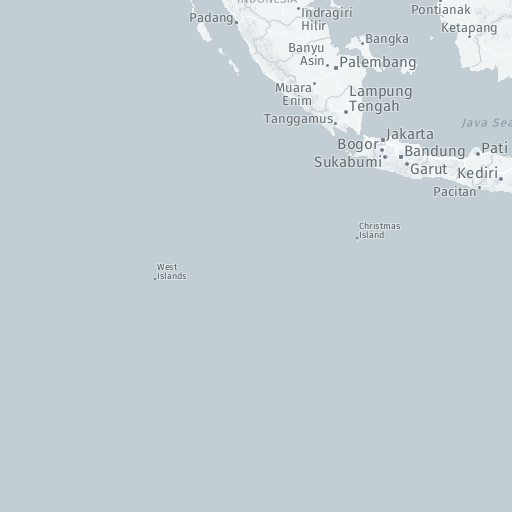 INDONESIA
Padang
Indragiri
Hilir
Pontianak
Ketapang
Bangka
Banyu
Asin
Palembang
Muara
Enim
Lampung
Tengah
Tanggamus
Java Sea
Jakarta
Bogor
Bandung
Pati
Sukabumi
Garut
Kediri
Pacitan
Christmas
Island
West
Islands